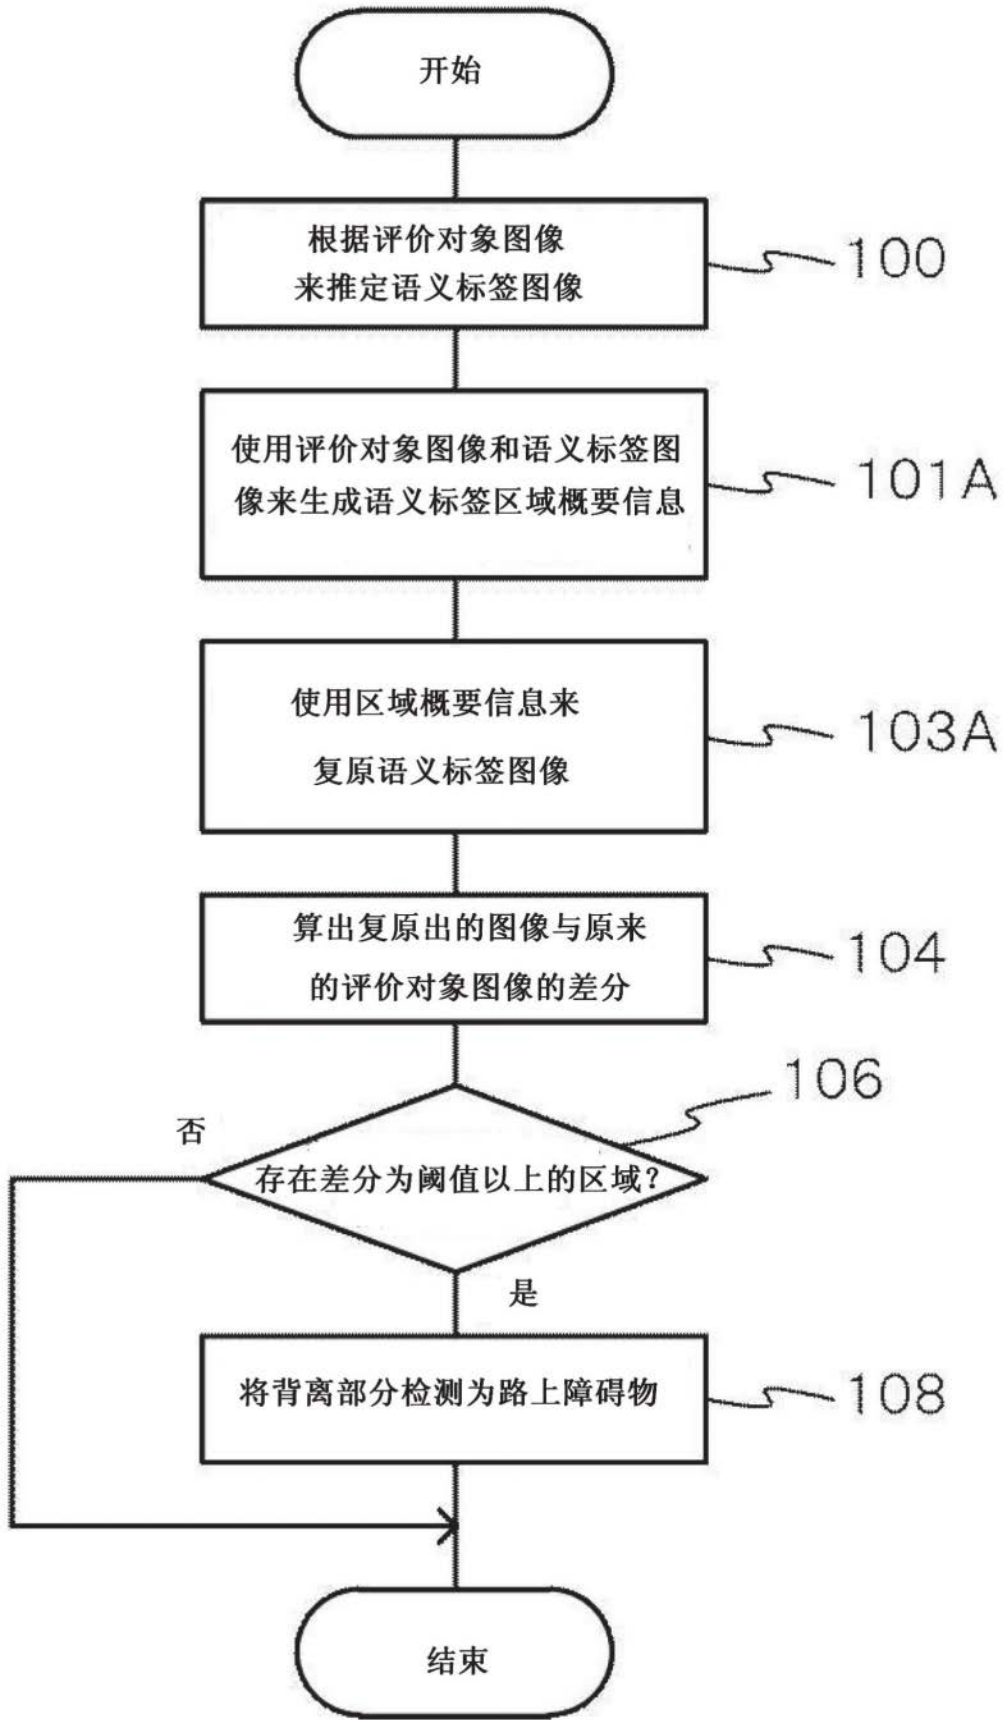 开始
根据评价对象图像
来推定语义标签图像
100
使用评价对象图像和语义标签图
像来生成语义标签区域概要信息
101A
使用区域概要信息来
复原语义标签图像
103A
算出复原出的图像与原来
的评价对象图像的差分
104
106
否
存在差分为阈值以上的区域?
是
将背离部分检测为路上障碍物
108
结束